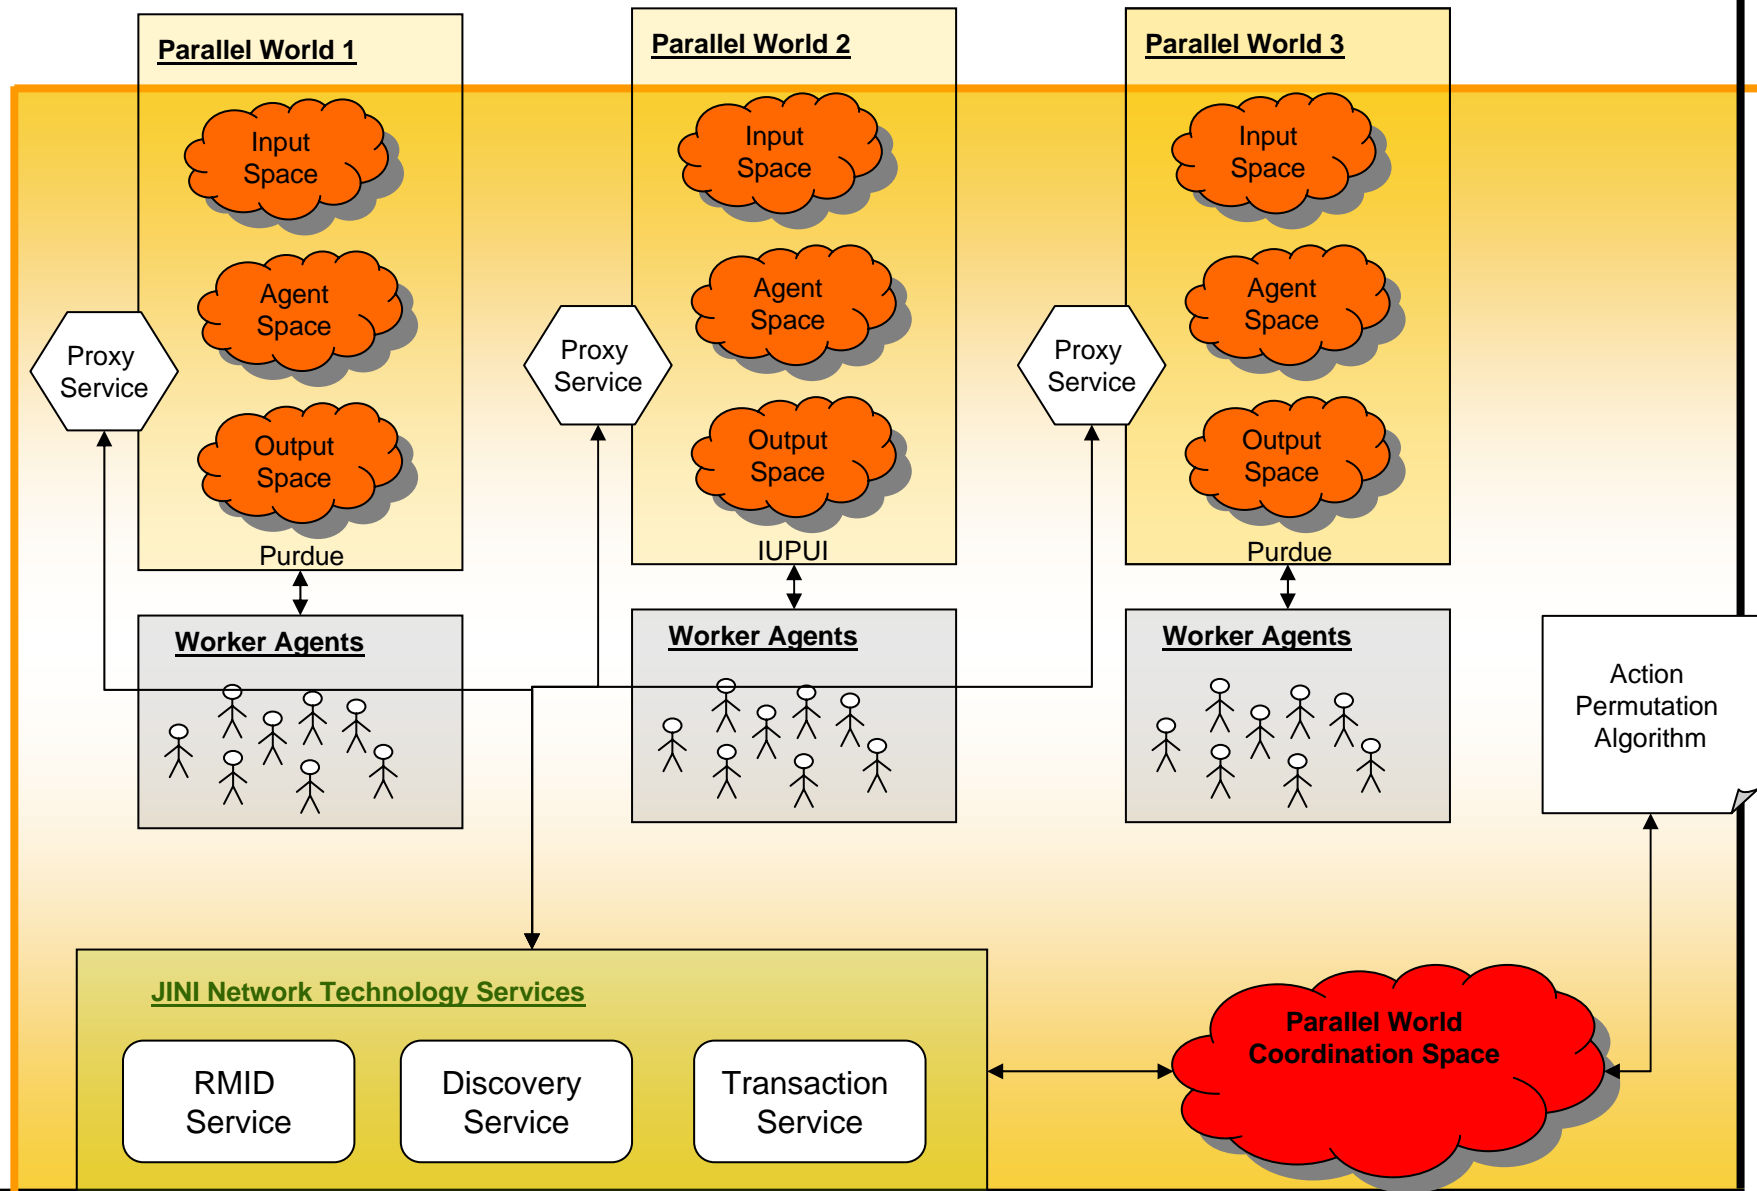 Parallel World 1
Input
Space
Agent
Space
Proxy
Service
Output
Space
Purdue
Worker Agents
Parallel World 2
Input
Space
Agent
Space
Proxy
Service
Output
Space
IUPUI
Worker Agents
Parallel World 3
Input
Space
Agent
Space
Proxy
Service
Output
Space
Purdue
Worker Agents
Action
Permutation
Algorithm
JINI Network Technology Services
RMID
Service
Discovery
Service
Transaction
Service
Parallel World
Coordination Space